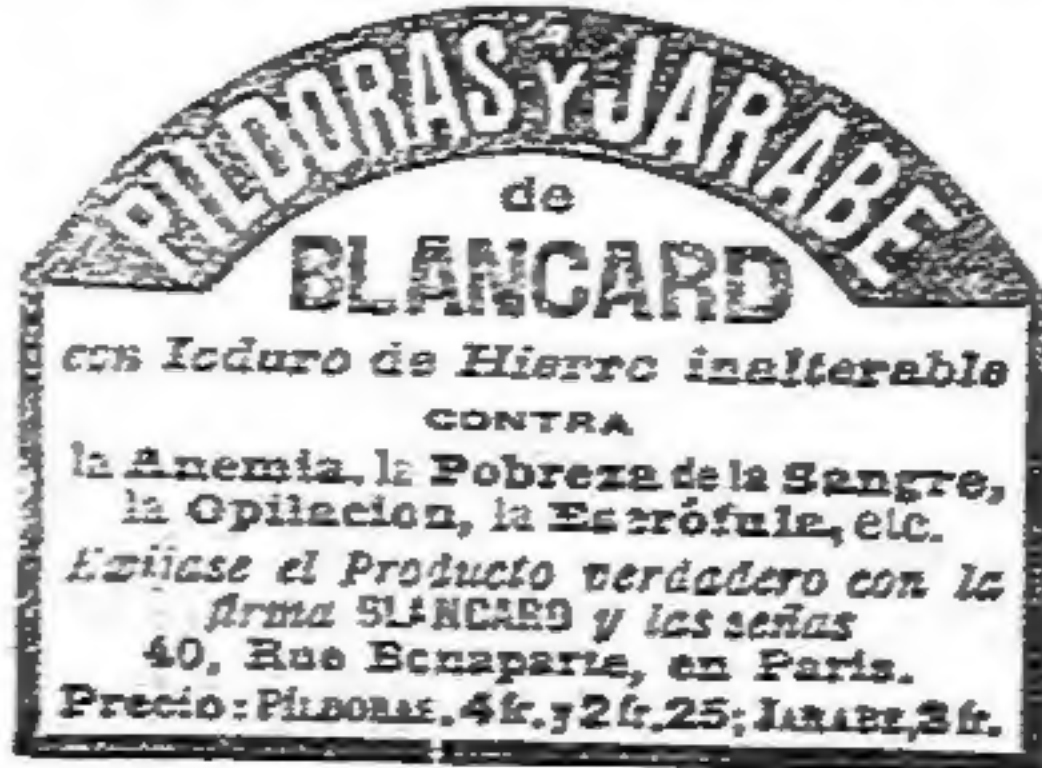 PILDORAS Y JARABE
de
BLANCARD
con Ioduro de Hierro inalterable
CONTRA
la Anemia, la Pobreza de la Sangre,
la Opilacion, la Escrófula, etc.
Exijase el Producto verdadero con la
firma BLANCARD y las señas
40, Rue Bonaparte, en Paris.
Precio: PÍLDORAS, 4 fr. y 2 fr. 25; JARABE, 3 fr.